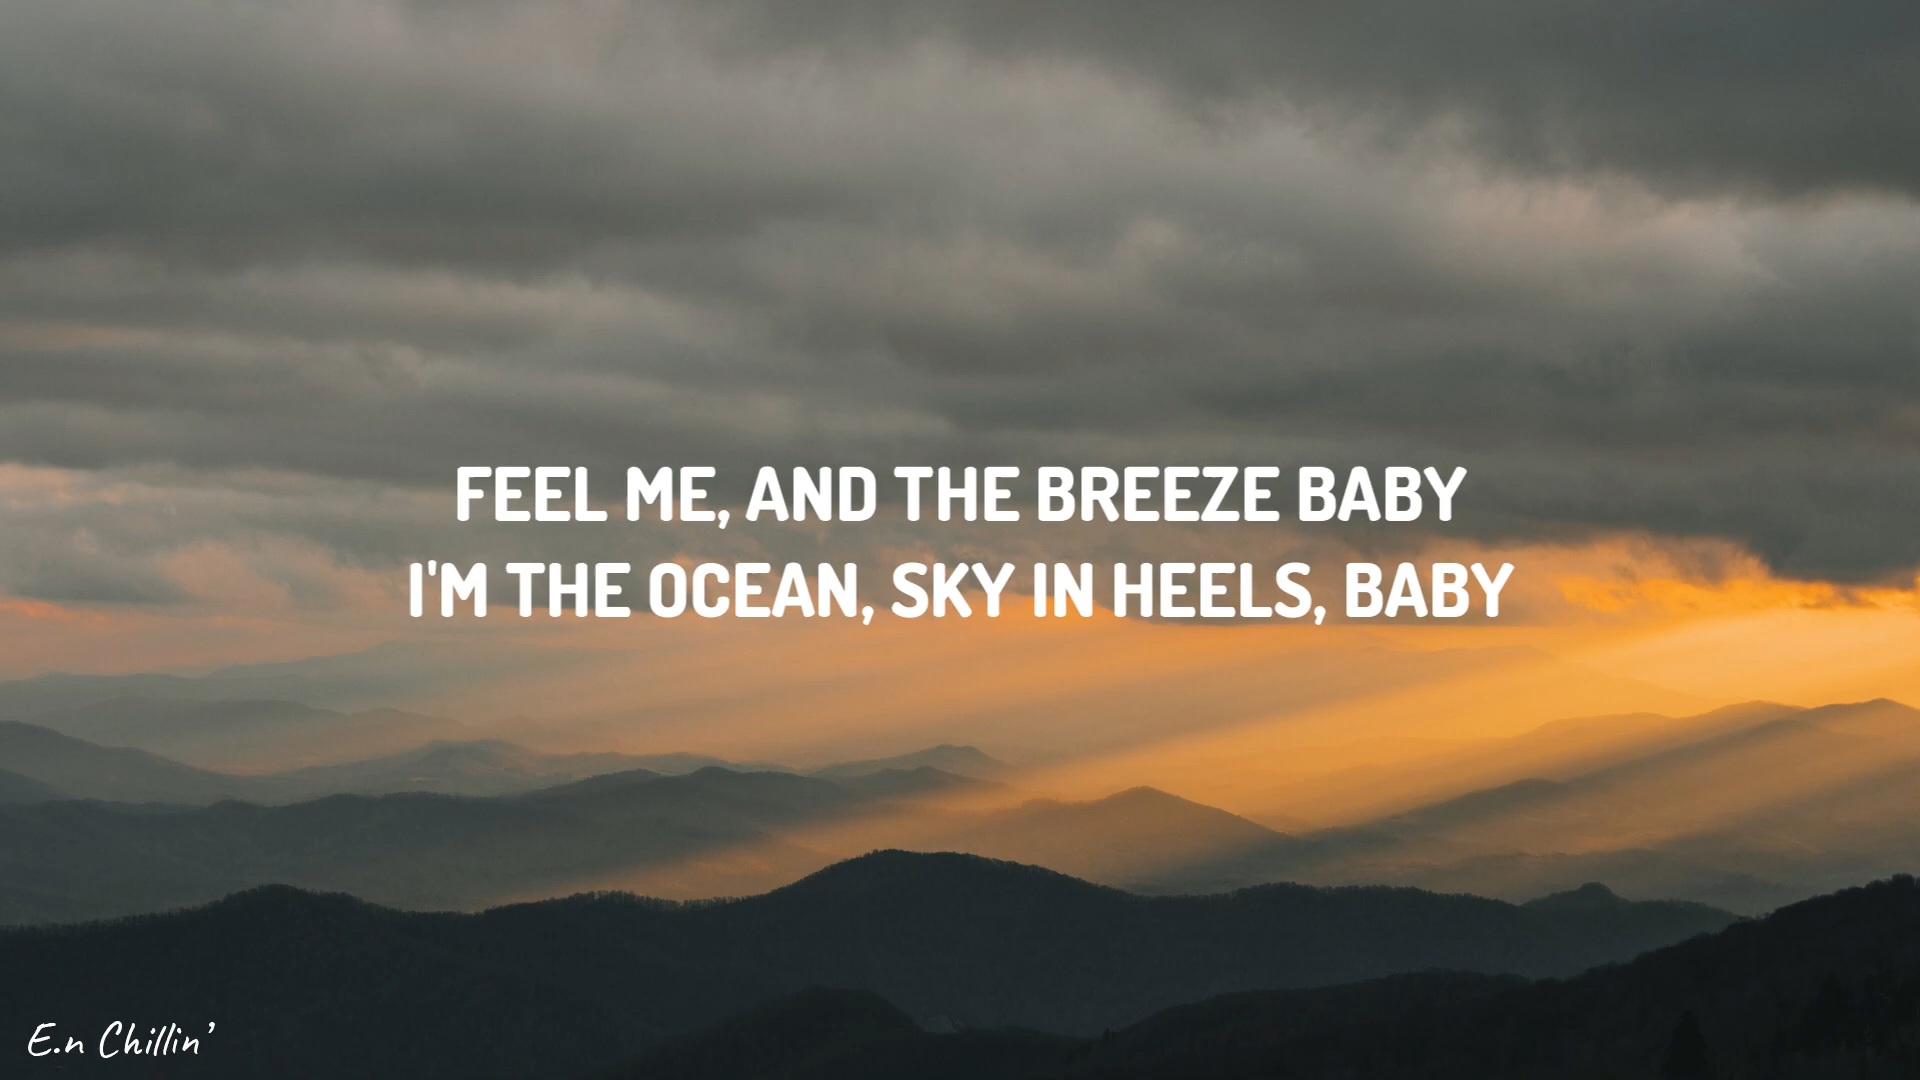 FEEL ME, AND THE BREEZE BABY
I'M THE OCEAN, SKY IN HEELS, BABY
E.n Chillin'